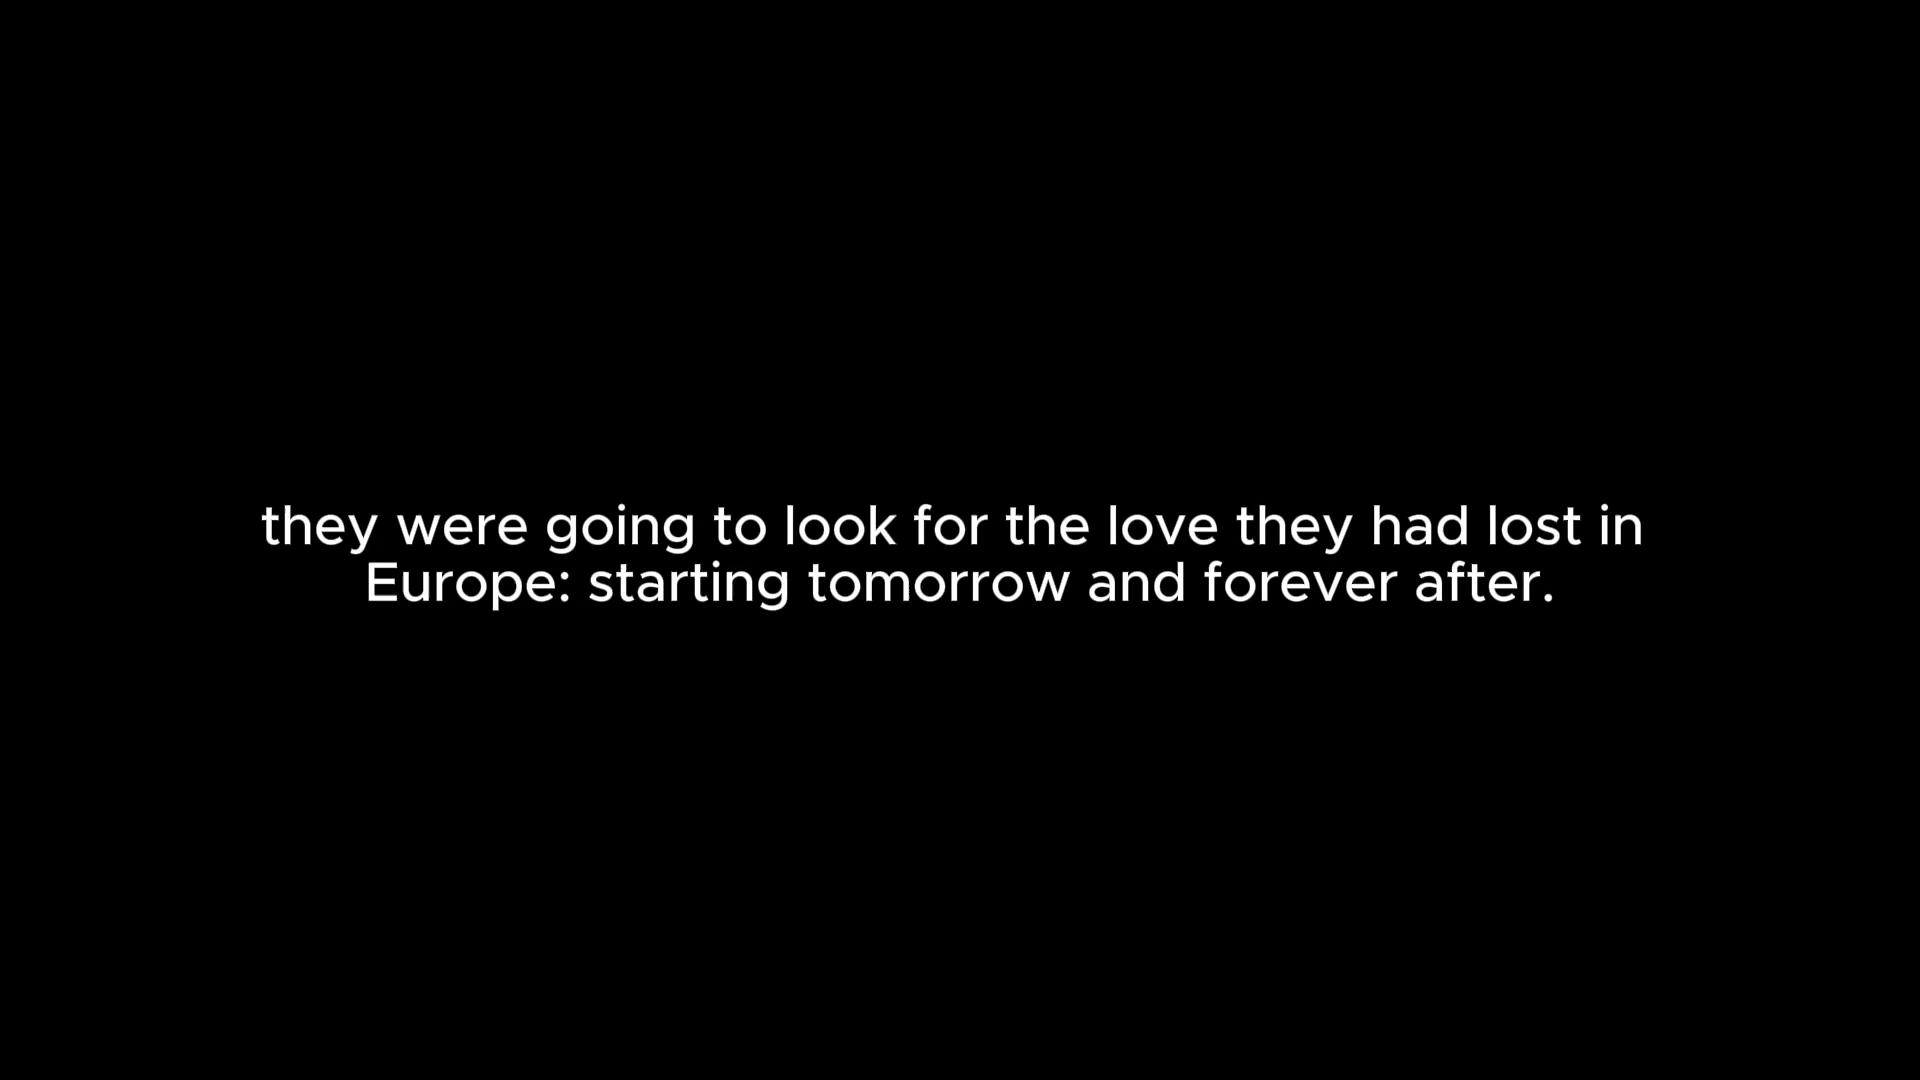 they were going to look for the love they had lost in
Europe: starting tomorrow and forever after.